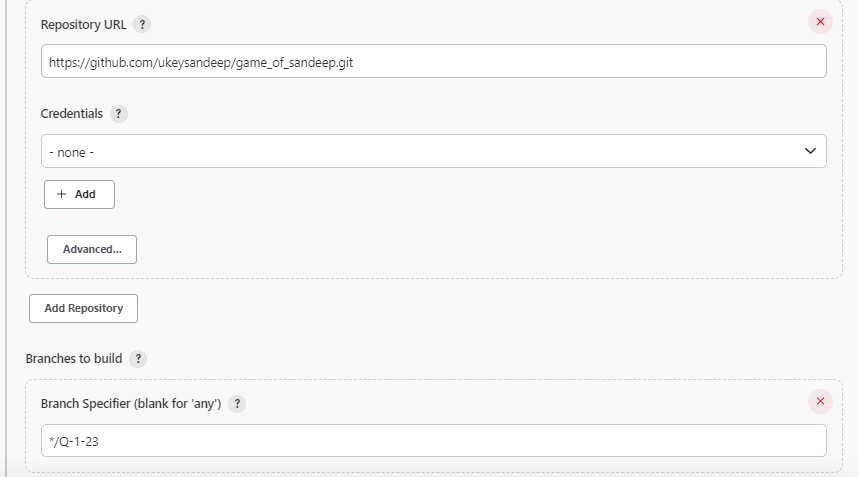 Repository URL ?
https://github.com/ukeysandeep/game_of_sandeep.git
Credentials ?
- none -
+ Add
Advanced...
Add Repository
Branches to build ?
Branch Specifier (blank for 'any') ?
*/Q-1-23